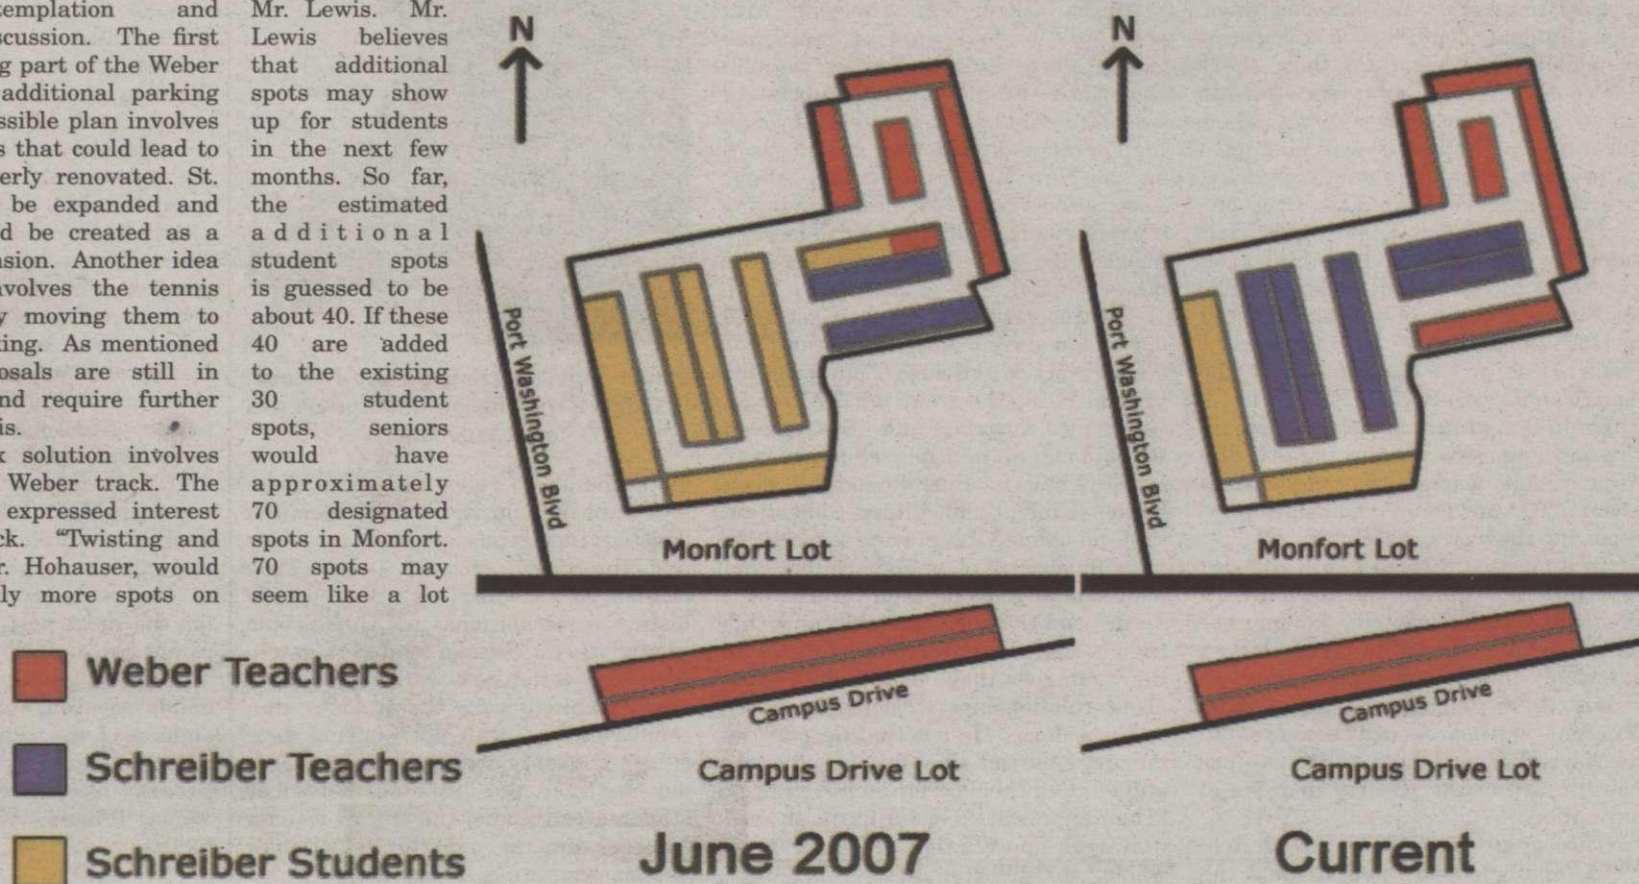 templation and
scussion. The first
g part of the Weber
additional parking
ssible plan involves
s that could lead to
erly renovated. St.
be expanded and
d be created as a
nsion. Another idea
nvolves the tennis
y moving them to
king. As mentioned
osals are still in
nd require further
is.
k solution involves
Weber track. The
expressed interest
ck. “Twisting and
r. Hohauser, would
ly more spots on
Mr. Lewis. Mr.
Lewis believes
that additional
spots may show
up for students
in the next few
months. So far,
the estimated
additional
student spots
is guessed to be
about 40. If these
40 are added
to the existing
30 student
spots, seniors
would have
approximately
70 designated
spots in Monfort.
70 spots may
seem like a lot
N
Port Washington Blvd
Monfort Lot
Campus Drive
Campus Drive Lot
June 2007
N
Port Washington Blvd
Monfort Lot
Campus Drive
Campus Drive Lot
Current
Weber Teachers
Schreiber Teachers
Schreiber Students